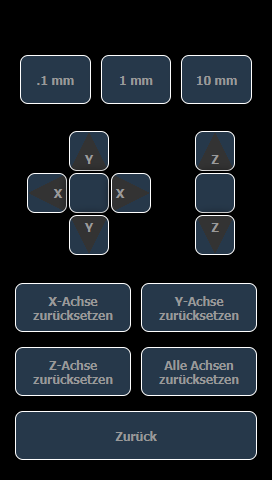 .1 mm 1 mm 10 mm
Y Z
X X
Y Z
X-Achse
zurücksetzen
Y-Achse
zurücksetzen
Z-Achse
zurücksetzen
Alle Achsen
zurücksetzen
Zurück